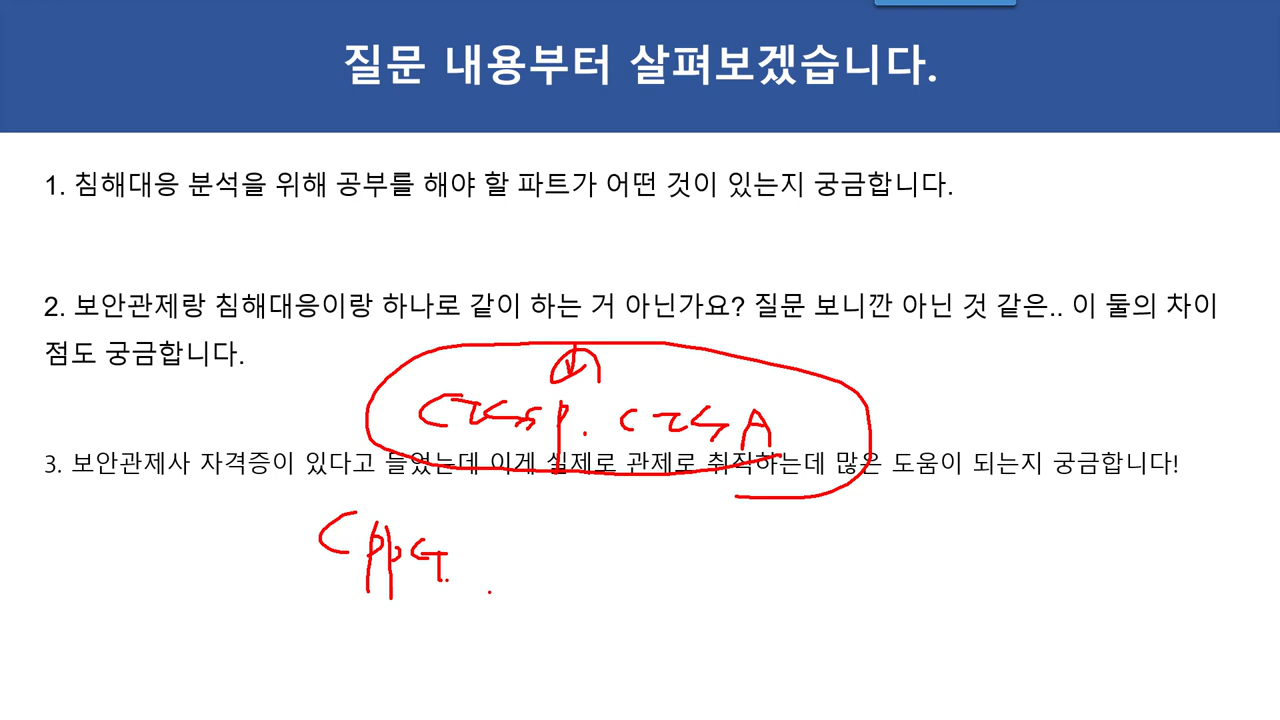 질문 내용부터 살펴보겠습니다.
1. 침해대응 분석을 위해 공부를 해야 할 파트가 어떤 것이 있는지 궁금합니다.
2. 보안관제랑 침해대응이랑 하나로 같이 하는 거 아닌가요? 질문 보니깐 아닌 것 같은.. 이 둘의 차이
점도 궁금합니다.
CISSP. CISA
3. 보안관제사 자격증이 있다고 들었는데 이게 실제로 관제로 취직하는데 많은 도움이 되는지 궁금합니다!
CPPG